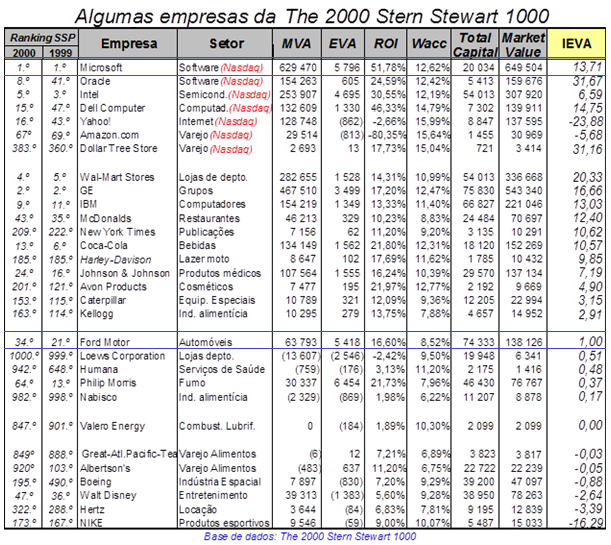 Algumas empresas da The 2000 Stern Stewart 1000
Ranking SSP Empresa Setor MVA EVA ROI Wacc Total Capital Market Value IEVA
2000 1999
1.º 1.º Microsoft Software (Nasdaq) 629 470 5 796 51,78% 12,62% 20 034 649 504 13,71
8.º 41.º Oracle Software (Nasdaq) 154 263 605 24,59% 12,42% 5 413 159 676 31,67
5.º 3.º Intel Semicond. (Nasdaq) 253 907 4 695 30,55% 12,19% 54 013 307 920 6,59
15.º 47.º Dell Computer Computad. (Nasdaq) 132 609 1 330 46,33% 14,79% 7 302 139 911 14,75
16.º 43.º Yahoo! Internet (Nasdaq) 128 748 (862) -2,66% 15,99% 8 847 137 595 -23,88
67º 69.º Amazon.com Varejo (Nasdaq) 29 514 (813) -80,35% 15,64% 1 455 30 969 -5,68
383.º 360.º Dollar Tree Store Varejo (Nasdaq) 2 693 13 17,73% 15,04% 721 3 414 31,16
4.º 5.º Wal-Mart Stores Lojas de depto. 282 655 1 528 14,31% 10,99% 54 013 336 668 20,33
2.º 2.º GE Grupos 467 510 3 499 17,20% 12,47% 75 830 543 340 16,66
9.º 11.º IBM Computadores 154 219 1 349 13,33% 11,40% 66 827 221 046 13,03
43.º 35.º McDonalds Restaurantes 46 213 329 10,23% 8,83% 24 484 70 697 12,40
209.º 222.º New York Times Publicações 7 156 62 11,20% 9,20% 3 135 10 291 10,62
13.º 6.º Coca-Cola Bebidas 134 149 1 562 21,80% 12,31% 18 120 152 269 10,57
185.º 185.º Harley-Davison Lazer moto 8 647 102 17,69% 11,62% 1 785 10 432 9,85
24.º 16.º Johnson & Johnson Produtos médicos 107 564 1 555 16,24% 10,39% 29 570 137 134 7,19
201.º 121.º Avon Products Cosméticos 7 477 195 21,97% 12,77% 2 192 9 669 4,90
153.º 115.º Caterpillar Equip. Especiais 10 789 321 12,09% 9,36% 12 205 22 994 3,15
163.º 114.º Kellogg Ind. alimentícia 10 295 279 13,75% 7,88% 4 657 14 952 2,91
34.º 21.º Ford Motor Automóveis 63 793 5 418 16,60% 8,52% 74 333 138 126 1,00
1000.º 999.º Loews Corporation Lojas depto. (13 607) (2 546) -2,42% 9,50% 19 948 6 341 0,51
942.º 648.º Humana Serviços de Saúde (759) (176) 3,13% 11,20% 2 175 1 416 0,48
64.º 13.º Philip Morris Fumo 30 337 6 454 21,73% 7,96% 46 430 76 767 0,37
982.º 998.º Nabisco Ind. alimentícia (2 329) (869) 1,98% 6,22% 11 207 8 878 0,17
847.º 901.º Valero Energy Combust. Lubrif. 0 (184) 1,89% 10,30% 2 099 2 099 0,00
849º 888.º Great-Atl.Pacific-Tea Varejo Alimentos (6) 12 7,21% 6,89% 3 823 3 817 -0,03
920º 103.º Albertson's Varejo Alimentos (483) 637 11,20% 6,75% 22 722 22 239 -0,05
195.º 490.º Boeing Indústria Espacial 7 897 (830) 7,20% 9,29% 39 200 47 097 -0,88
47.º 36.º Walt Disney Entretenimento 39 313 (1 383) 5,60% 9,28% 38 950 78 263 -2,64
322.º 288.º Hertz Locação 3 644 (84) 6,83% 7,81% 9 195 12 839 -3,39
173.º 167.º NIKE Produtos esportivos 9 546 (59) 9,00% 10,07% 5 487 15 033 -16,29
Base de dados: The 2000 Stern Stewart 1000